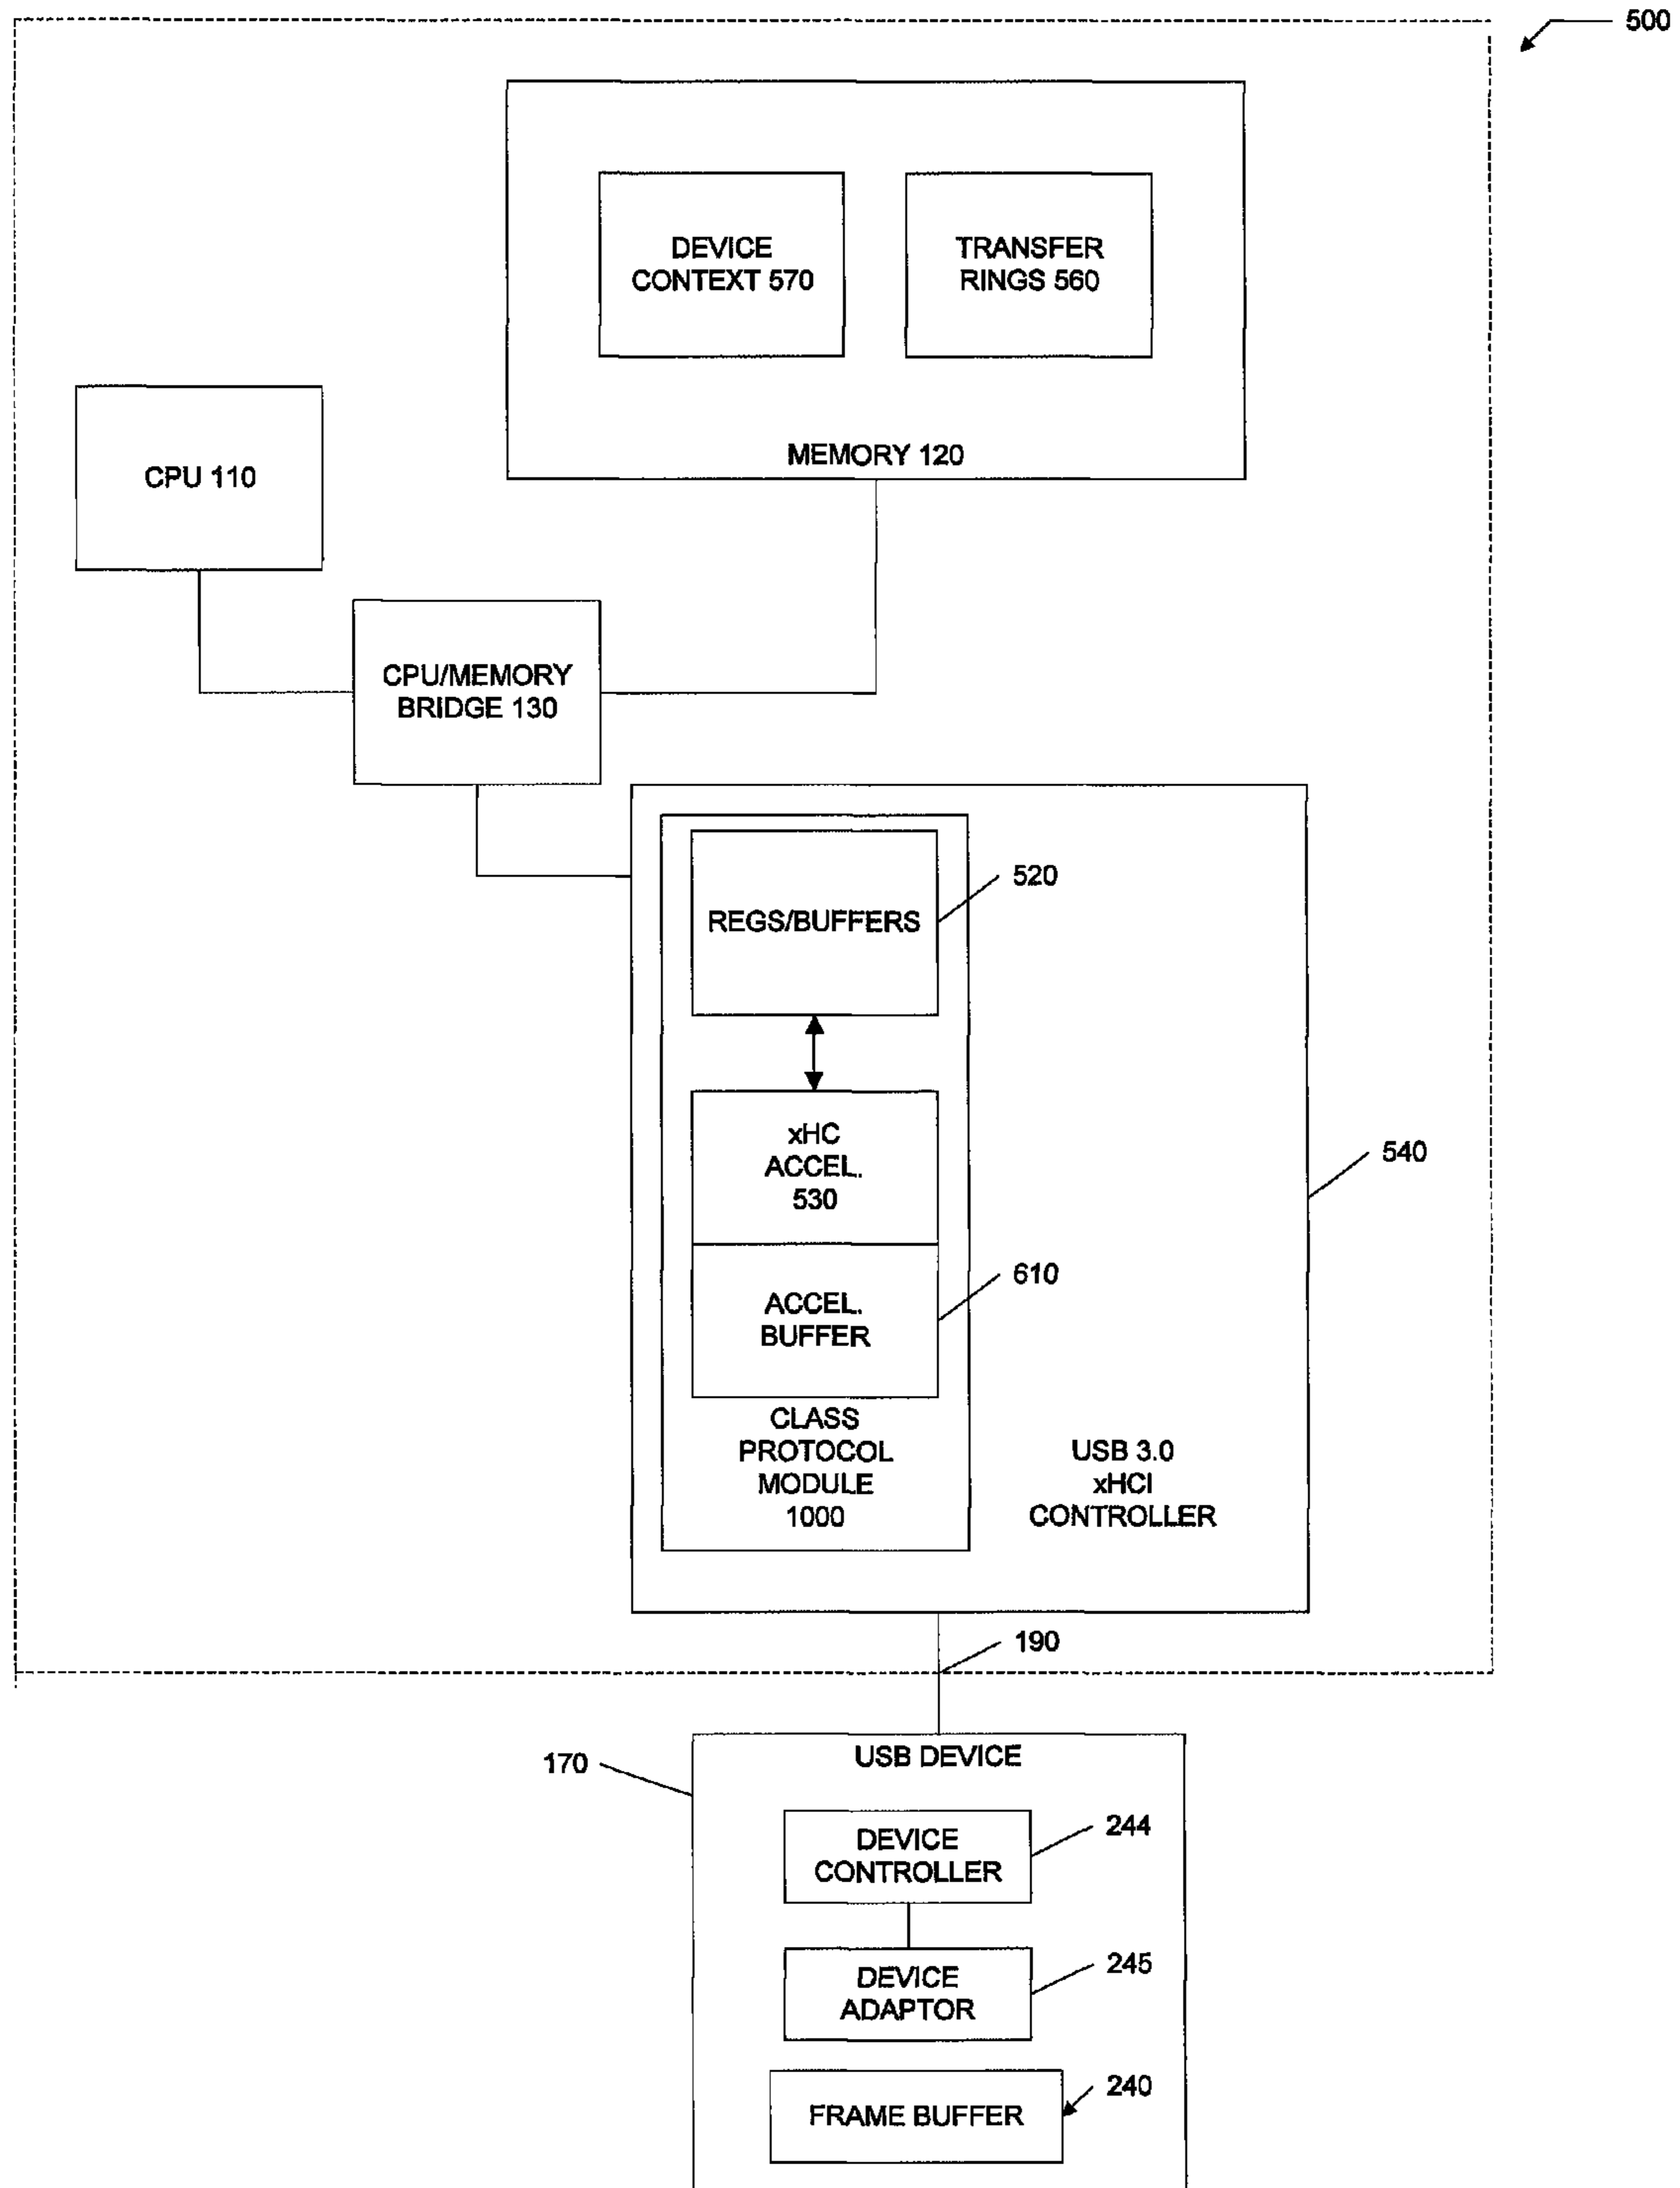 500
DEVICE
CONTEXT 570
TRANSFER
RINGS 560
MEMORY 120
CPU 110
CPU/MEMORY
BRIDGE 130
REGS/BUFFERS
520
xHC
ACCEL.
530
540
ACCEL.
BUFFER
610
CLASS
PROTOCOL
MODULE
1000
USB 3.0
xHCI
CONTROLLER
190
170
USB DEVICE
DEVICE
CONTROLLER
244
DEVICE
ADAPTOR
245
FRAME BUFFER
240